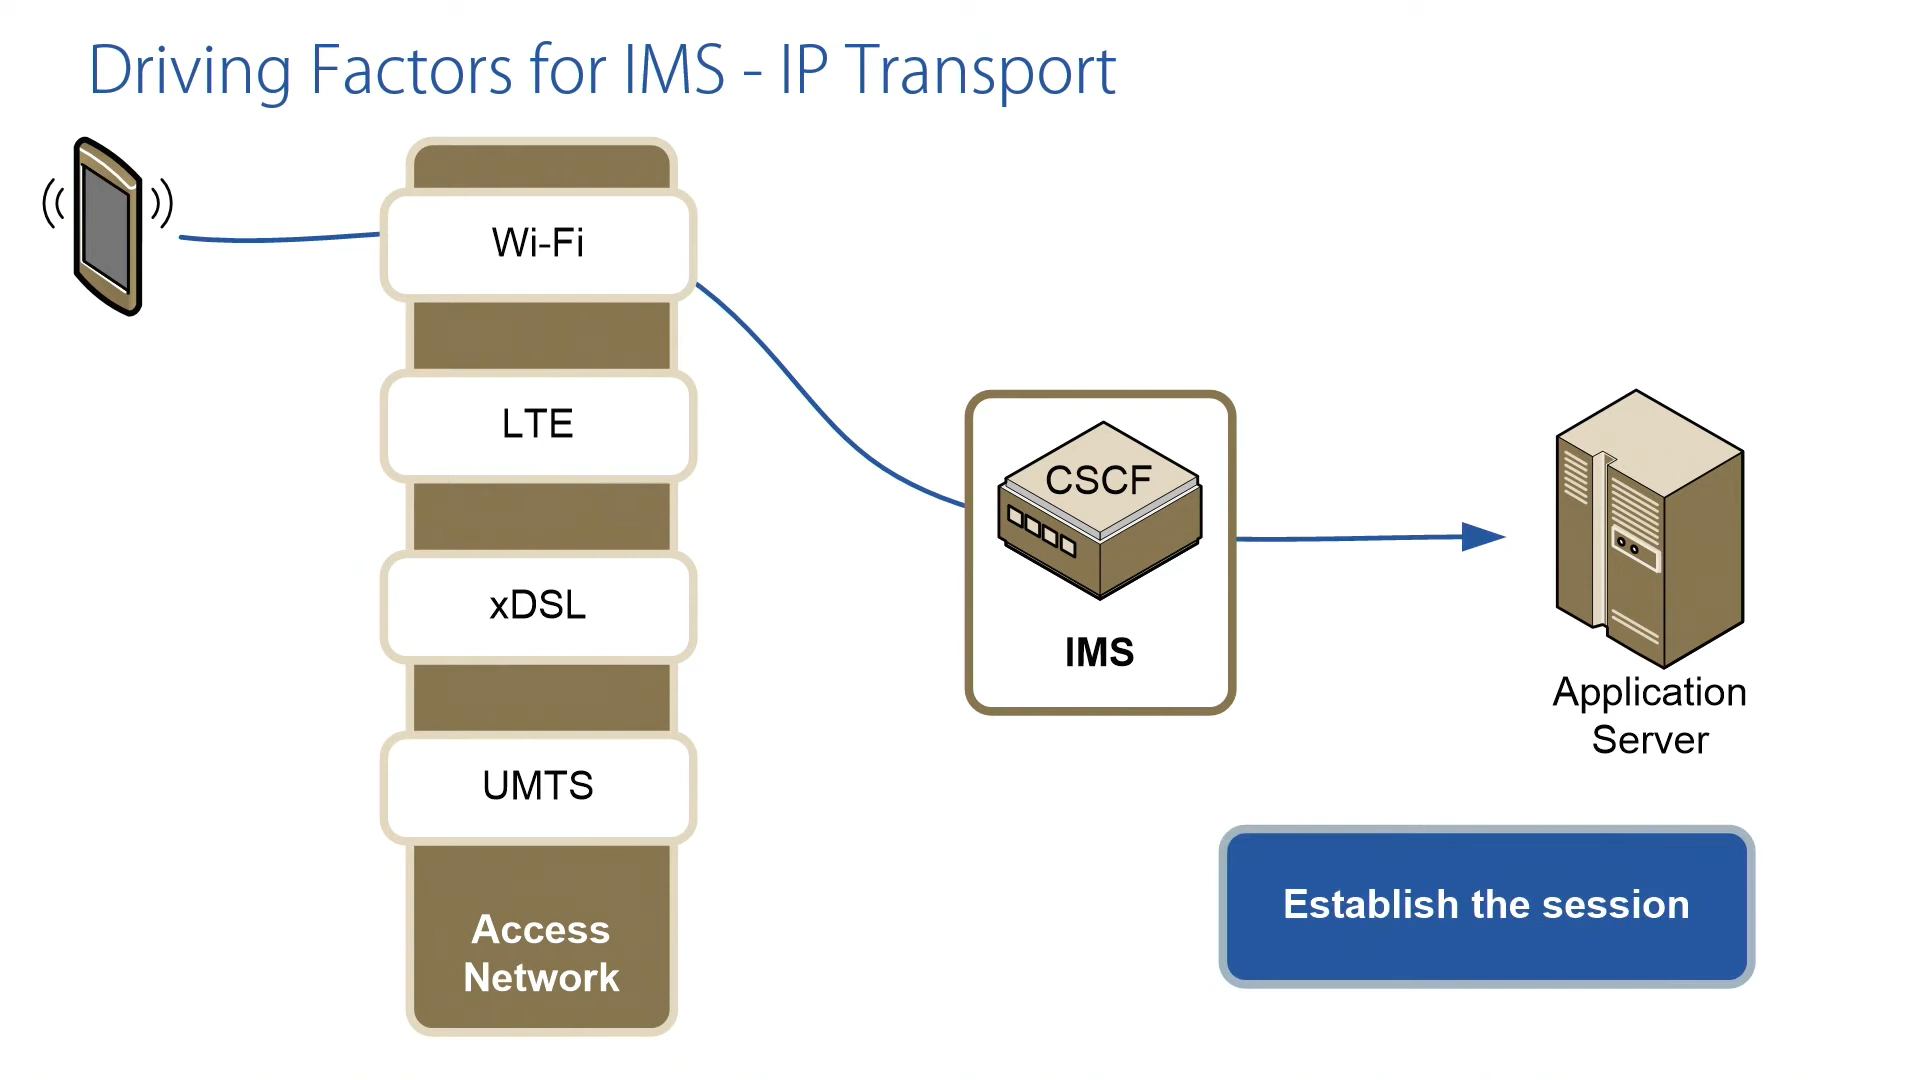 Driving Factors for IMS - IP Transport
Wi-Fi
LTE
xDSL
UMTS
Access
Network
CSCF
IMS
Application
Server
Establish the session